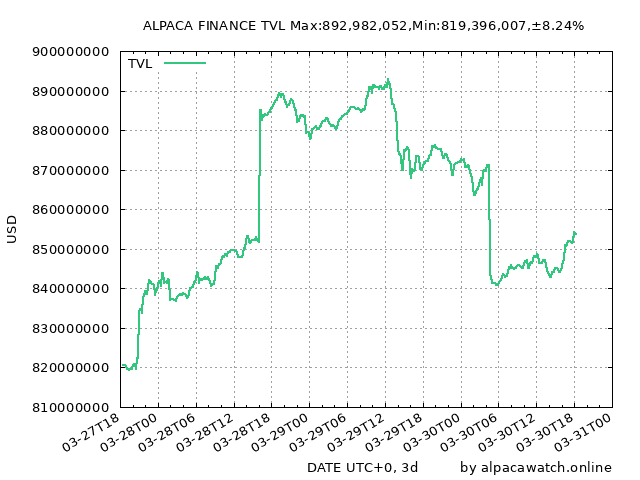 ALPACA FINANCE TVL Max:892,982,052,Min:819,396,007,±8.24%
TVL
900000000
890000000
880000000
870000000
860000000
850000000
840000000
830000000
820000000
810000000
USD
03-27T18
03-28T00
03-28T06
03-28T12
03-28T18
03-29T00
03-29T06
03-29T12
03-29T18
03-30T00
03-30T06
03-30T12
03-30T18
03-31T00
DATE UTC+0, 3d
by alpacawatch.online